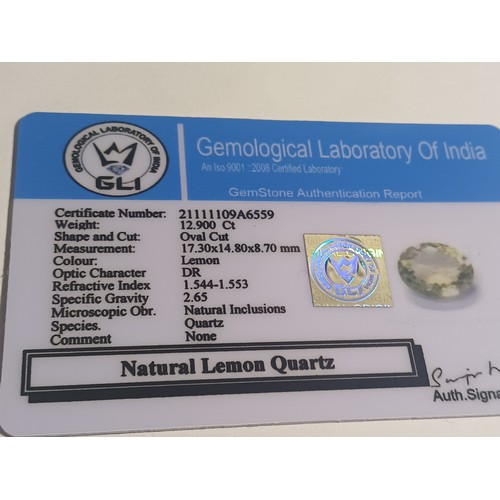 GEMOLOGICAL LABORATORY OF INDIA
GLI
Gemological Laboratory Of India
An Iso 9001 :2008 Certified Laboratory
GemStone Authentication Report
Certificate Number: 21111109A6559
Weight: 12.900 Ct
Shape and Cut: Oval Cut
Measurement: 17.30x14.80x8.70 mm
Colour: Lemon
Optic Character DR
Refractive Index 1.544-1.553
Specific Gravity 2.65
Microscopic Obr. Natural Inclusions
Species. Quartz
Comment None
Natural Lemon Quartz
Auth.Signa